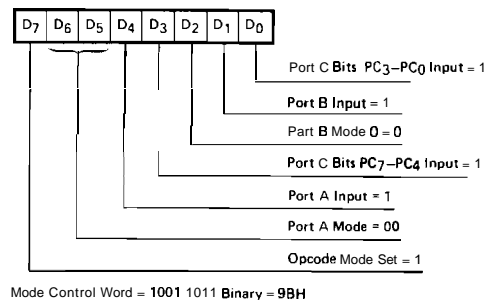 D7 D6 D5 D4 D3 D2 D1 D0
Port C Bits PC3–PC0 Input = 1
Port B Input = 1
Part B Mode 0 = 0
Port C Bits PC7–PC4 Input = 1
Port A Input = 1
Port A Mode = 00
Opcode Mode Set = 1
Mode Control Word = 1001 1011 Binary = 9BH